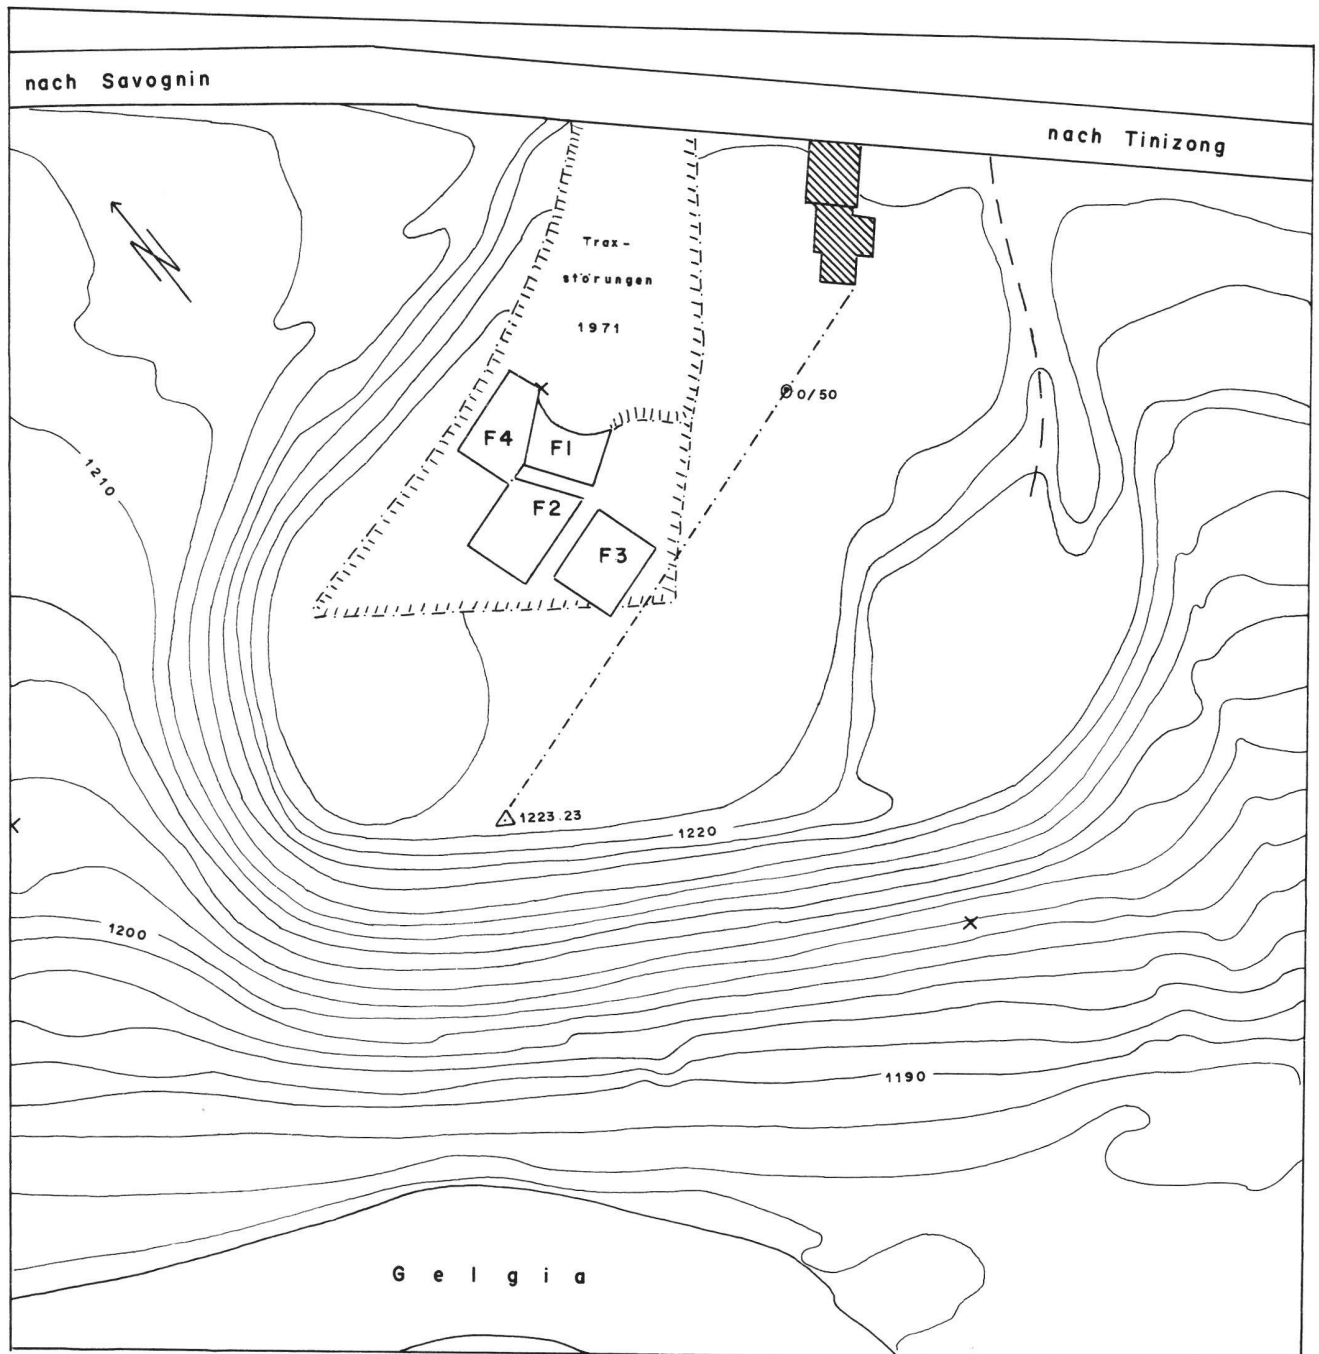 nach Savognin
nach Tinizong
Trax-
störungen
1971
0/50
F4
F1
F2
F3
1210
1223.23
1220
1200
1190
Gelgia